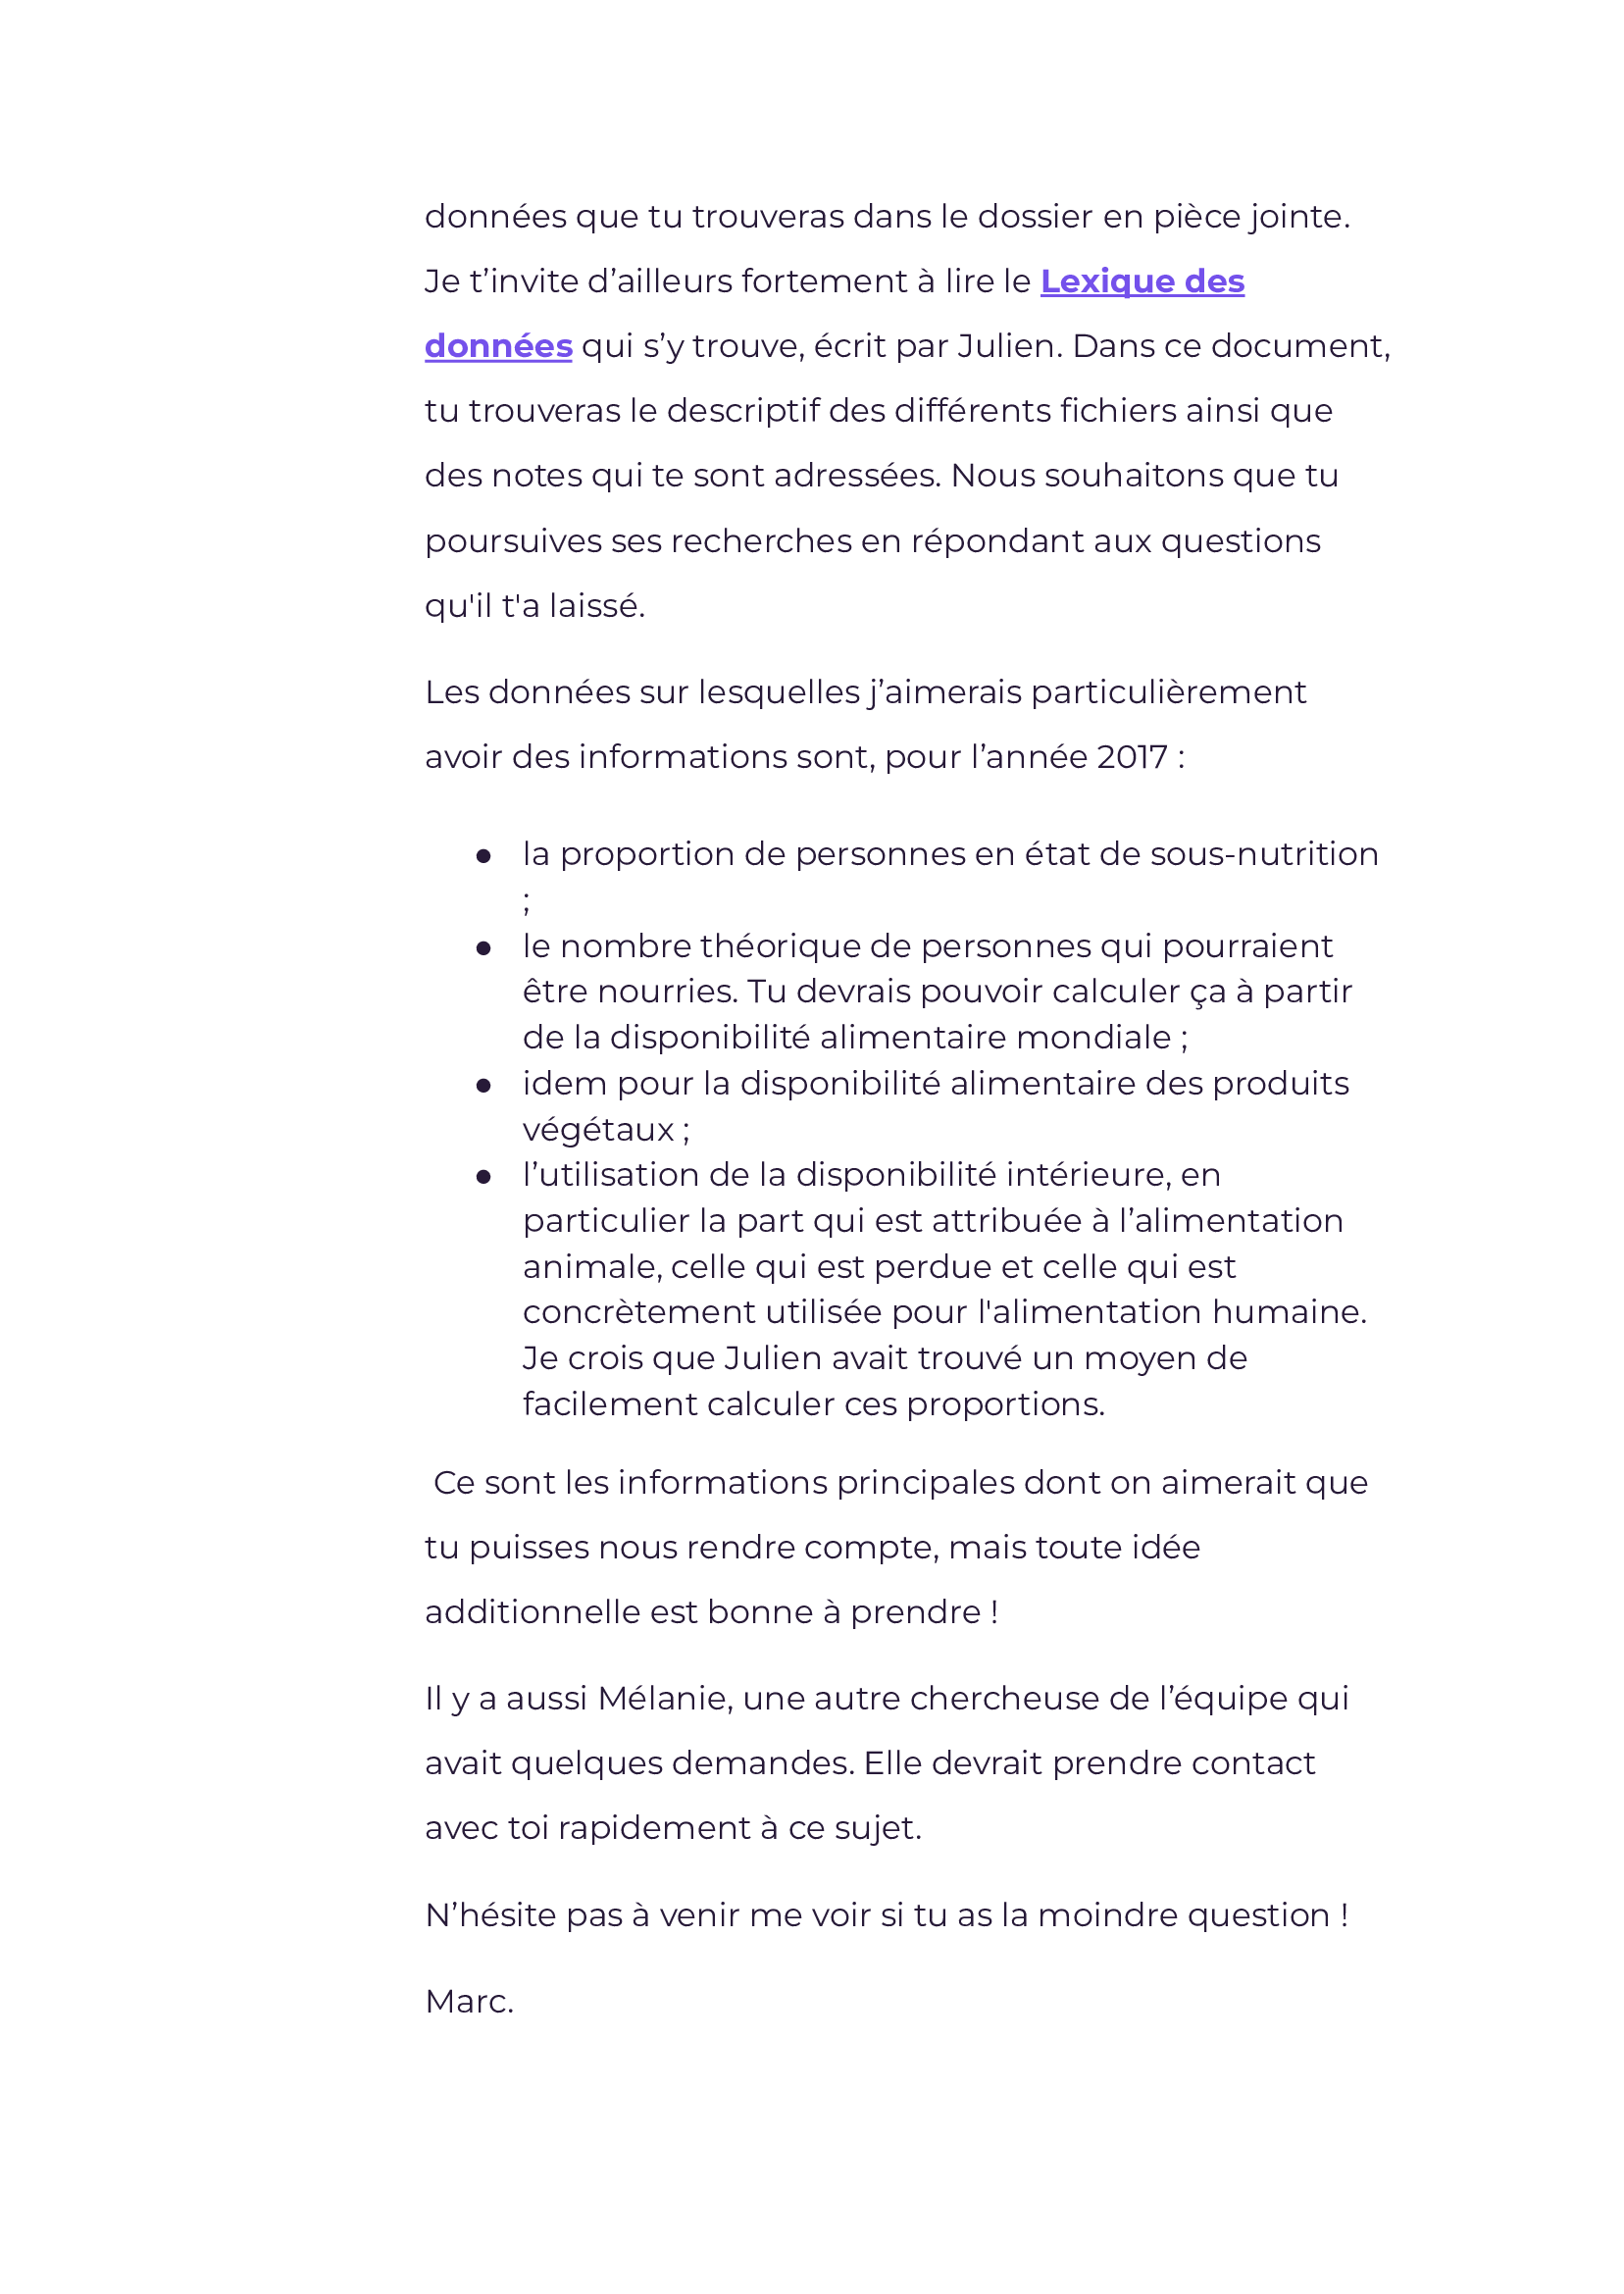 données que tu trouveras dans le dossier en pièce jointe.
Je t’invite d’ailleurs fortement à lire le Lexique des
données qui s’y trouve, écrit par Julien. Dans ce document,
tu trouveras le descriptif des différents fichiers ainsi que
des notes qui te sont adressées. Nous souhaitons que tu
poursuives ses recherches en répondant aux questions
qu'il t'a laissé.
Les données sur lesquelles j’aimerais particulièrement
avoir des informations sont, pour l’année 2017 :
● la proportion de personnes en état de sous-nutrition
;
● le nombre théorique de personnes qui pourraient
être nourries. Tu devrais pouvoir calculer ça à partir
de la disponibilité alimentaire mondiale ;
● idem pour la disponibilité alimentaire des produits
végétaux ;
● l’utilisation de la disponibilité intérieure, en
particulier la part qui est attribuée à l’alimentation
animale, celle qui est perdue et celle qui est
concrètement utilisée pour l'alimentation humaine.
Je crois que Julien avait trouvé un moyen de
facilement calculer ces proportions.
Ce sont les informations principales dont on aimerait que
tu puisses nous rendre compte, mais toute idée
additionnelle est bonne à prendre !
Il y a aussi Mélanie, une autre chercheuse de l’équipe qui
avait quelques demandes. Elle devrait prendre contact
avec toi rapidement à ce sujet.
N’hésite pas à venir me voir si tu as la moindre question !
Marc.